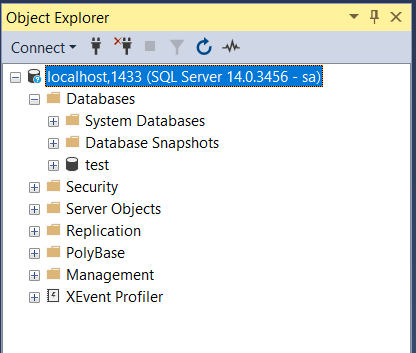 Object Explorer
Connect
localhost,1433 (SQL Server 14.0.3456 - sa)
Databases
System Databases
Database Snapshots
test
Security
Server Objects
Replication
PolyBase
Management
XEvent Profiler